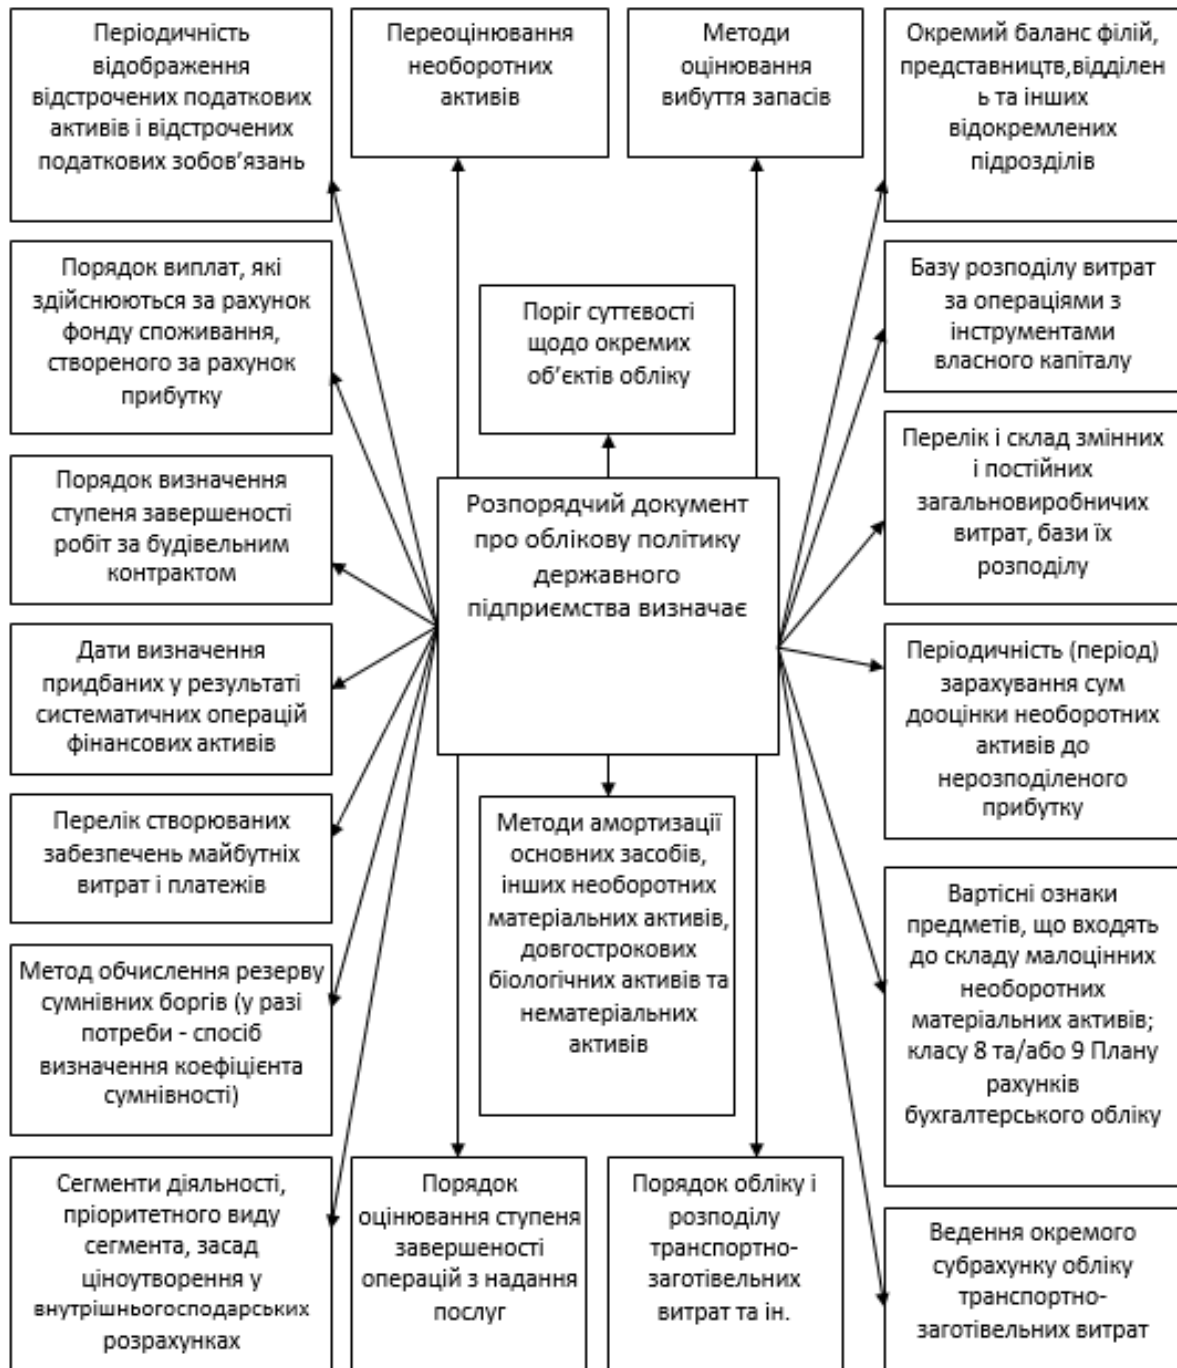 Періодичність
відображення
відстрочених податкових
активів і відстрочених
податкових зобов’язань
Переоцінювання
необоротних
активів
Методи
оцінювання
вибуття запасів
Окремий баланс філій,
представництв,відділен
ь та інших
відокремлених
підрозділів
Порядок виплат, які
здійснюються за рахунок
фонду споживання,
створеного за рахунок
прибутку
Поріг суттєвості
щодо окремих
об’єктів обліку
Базу розподілу витрат
за операціями з
інструментами
власного капіталу
Порядок визначення
ступеня завершеності
робіт за будівельним
контрактом
Розпорядчий документ
про облікову політику
державного
підприємства визначає
Перелік і склад змінних
і постійних
загальновиробничих
витрат, бази їх
розподілу
Дати визначення
придбаних у результаті
систематичних операцій
фінансових активів
Періодичність (період)
зарахування сум
дооцінки необоротних
активів до
нерозподіленого
прибутку
Перелік створюваних
забезпечень майбутніх
витрат і платежів
Методи амортизації
основних засобів,
інших необоротних
матеріальних активів,
довгострокових
біологічних активів та
нематеріальних
активів
Вартісні ознаки
предметів, що входять
до складу малоцінних
необоротних
матеріальних активів;
класу 8 та/або 9 Плану
рахунків
бухгалтерського обліку
Метод обчислення резерву
сумнівних боргів (у разі
потреби - спосіб
визначення коефіцієнта
сумнівності)
Сегменти діяльності,
пріоритетного виду
сегмента, засад
ціноутворення у
внутрішньогосподарських
розрахунках
Порядок
оцінювання ступеня
завершеності
операцій з надання
послуг
Порядок обліку і
розподілу
транспортно-
заготівельних
витрат та ін.
Ведення окремого
субрахунку обліку
транспортно-
заготівельних витрат